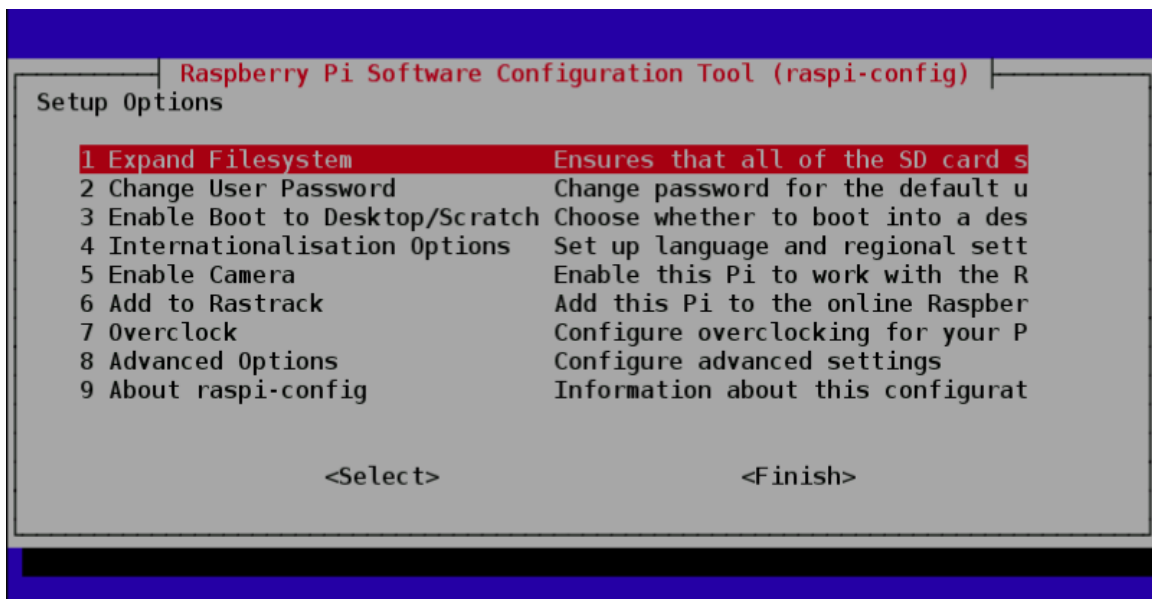 Raspberry Pi Software Configuration Tool (raspi-config)
Setup Options
1 Expand Filesystem Ensures that all of the SD card s
2 Change User Password Change password for the default u
3 Enable Boot to Desktop/Scratch Choose whether to boot into a des
4 Internationalisation Options Set up language and regional sett
5 Enable Camera Enable this Pi to work with the R
6 Add to Rastrack Add this Pi to the online Raspber
7 Overclock Configure overclocking for your P
8 Advanced Options Configure advanced settings
9 About raspi-config Information about this configurat
<Select> <Finish>